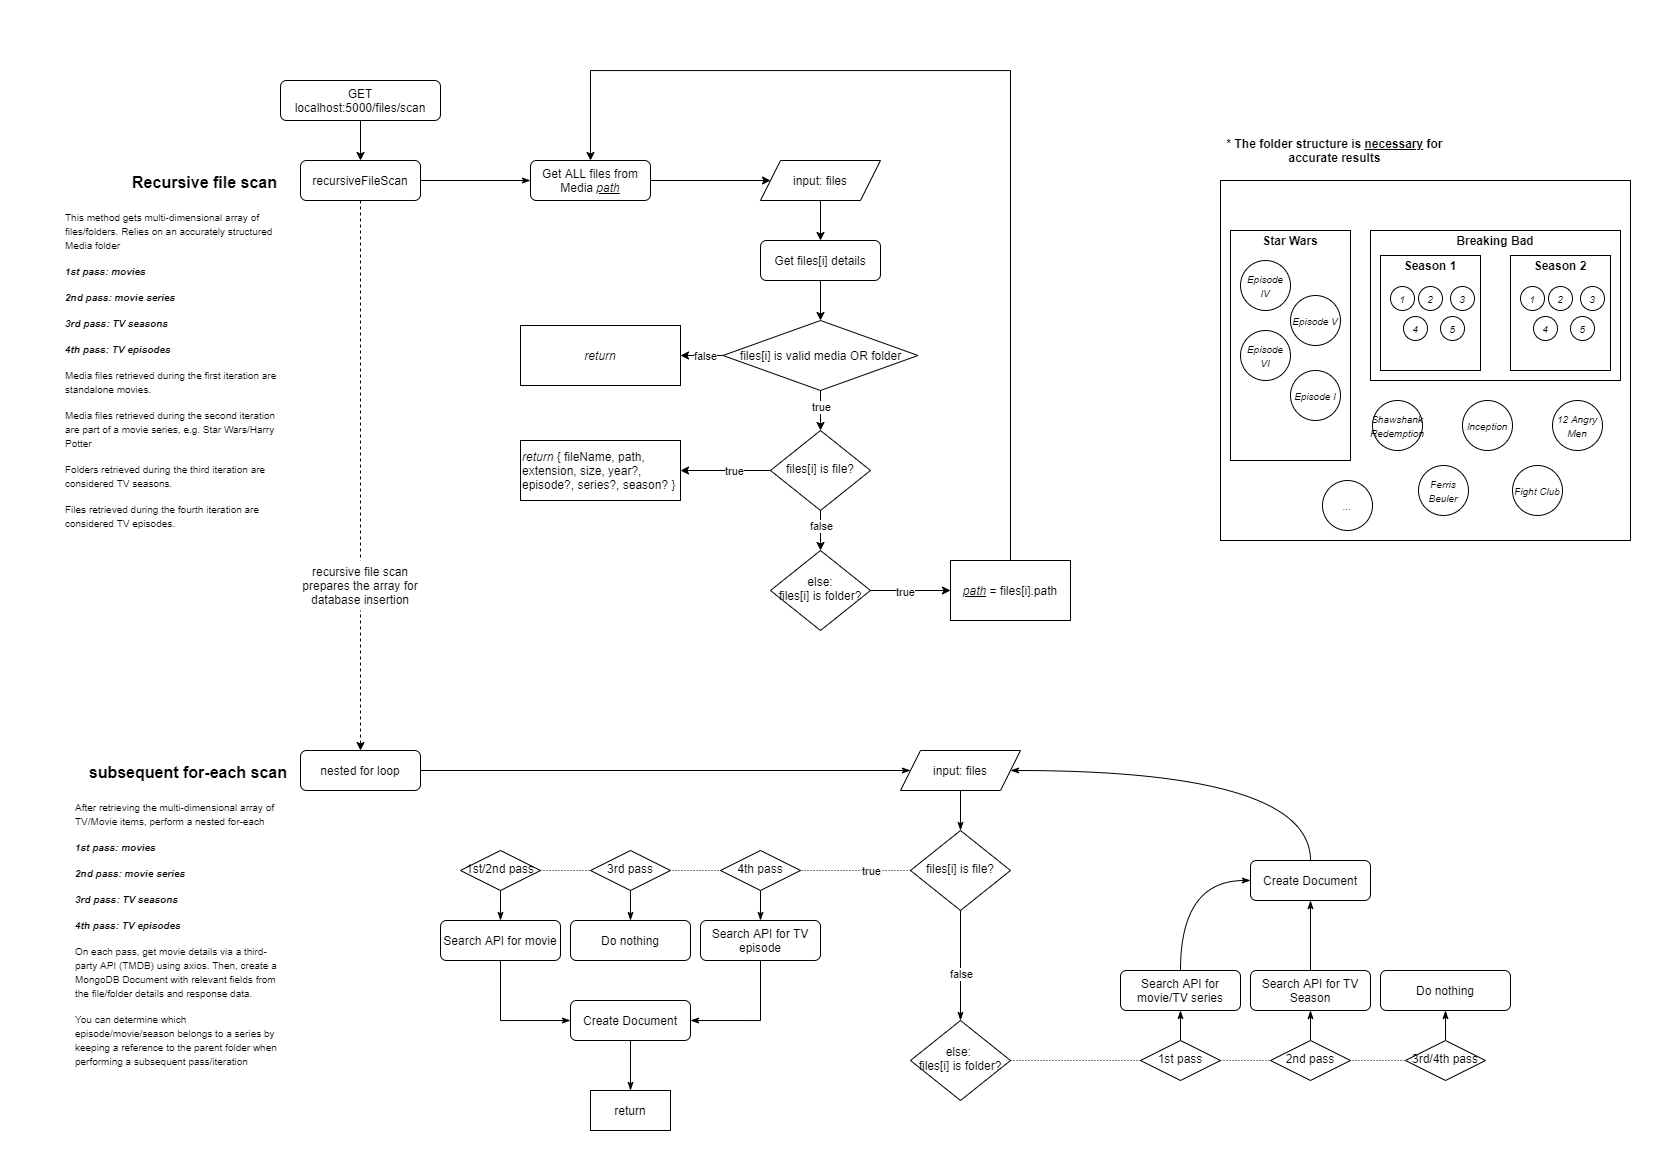 GET
localhost:5000/files/scan
Recursive file scan
recursiveFileScan
Get ALL files from
Media path
input: files
This method gets multi-dimensional array of
files/folders. Relies on an accurately structured
Media folder
1st pass: movies
2nd pass: movie series
3rd pass: TV seasons
4th pass: TV episodes
Media files retrieved during the first iteration are
standalone movies.
Media files retrieved during the second iteration
are part of a movie series, e.g. Star Wars/Harry
Potter
Folders retrieved during the third iteration are
considered TV seasons.
Files retrieved during the fourth iteration are
considered TV episodes.
Get files[i] details
files[i] is valid media OR folder
false
return
true
files[i] is file?
true
return { fileName, path,
extension, size, year?,
episode?, series?, season? }
false
else:
files[i] is folder?
true
path = files[i].path
recursive file scan
prepares the array for
database insertion
* The folder structure is necessary for
accurate results
Star Wars
Episode
IV
Episode V
Episode
VI
Episode I
Breaking Bad
Season 1
1
2
3
4
5
Season 2
1
2
3
4
5
Shawshank
Redemption
Inception
12 Angry
Men
...
Ferris
Beuler
Fight Club
subsequent for-each scan
nested for loop
input: files
After retrieving the multi-dimensional array of
TV/Movie items, perform a nested for-each
1st pass: movies
2nd pass: movie series
3rd pass: TV seasons
4th pass: TV episodes
On each pass, get movie details via a third-
party API (TMDB) using axios. Then, create a
MongoDB Document with relevant fields from
the file/folder details and response data.
You can determine which
episode/movie/season belongs to a series by
keeping a reference to the parent folder when
performing a subsequent pass/iteration
files[i] is file?
true
4th pass
3rd pass
1st/2nd pass
Search API for movie
Do nothing
Search API for TV
episode
Create Document
return
false
else:
files[i] is folder?
1st pass
2nd pass
3rd/4th pass
Search API for
movie/TV series
Search API for TV
Season
Do nothing
Create Document